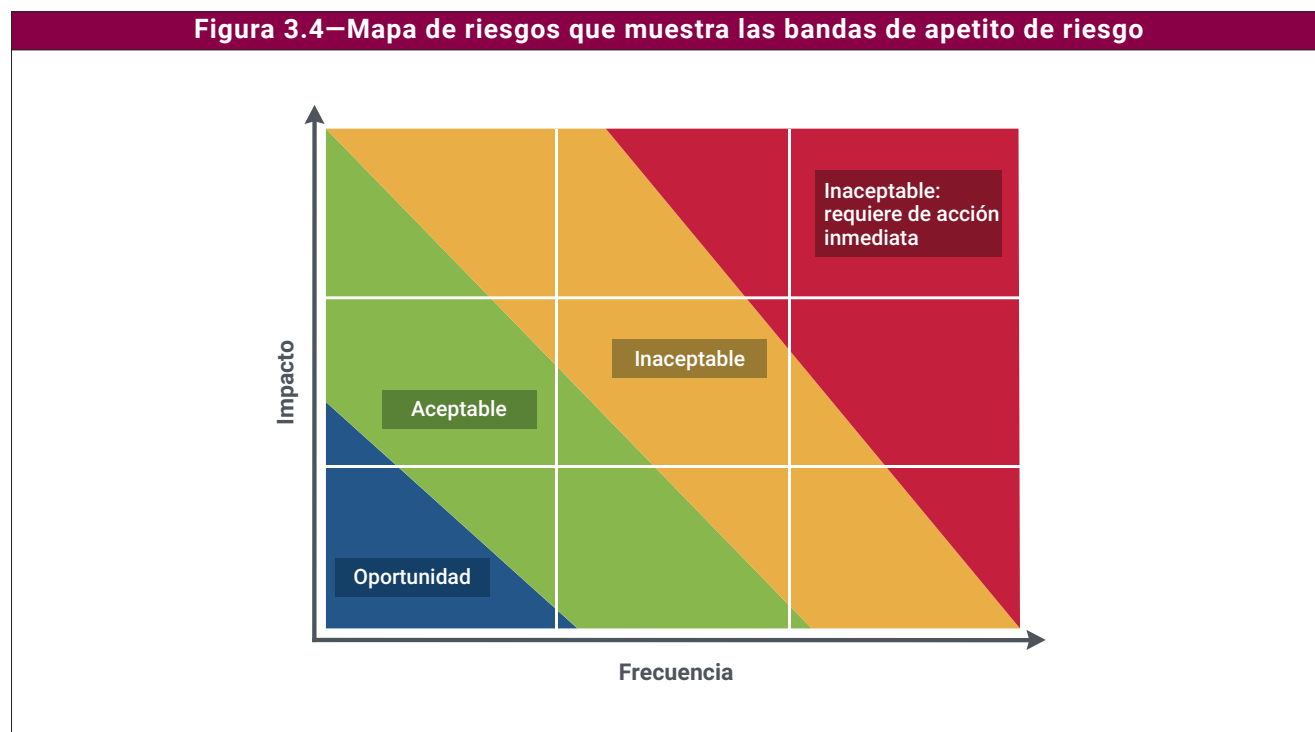 Figura 3.4—Mapa de riesgos que muestra las bandas de apetito de riesgo
Inaceptable:
requiere de acción
inmediata
Inaceptable
Aceptable
Oportunidad
Impacto
Frecuencia